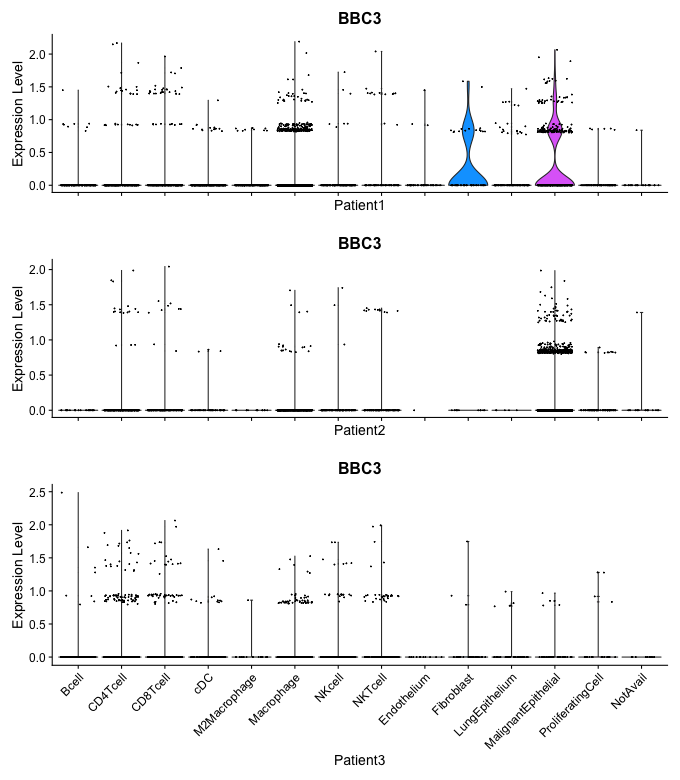 BBC3
Expression Level
2.0
1.5
1.0
0.5
0.0
Patient1
BBC3
Expression Level
2.0
1.5
1.0
0.5
0.0
Patient2
BBC3
Expression Level
2.5
2.0
1.5
1.0
0.5
0.0
Bcell
CD4Tcell
CD8Tcell
cDC
M2Macrophage
Macrophage
NKcell
NKTcell
Endothelium
Fibroblast
LungEpithelium
MalignantEpithelial
ProliferatingCell
NotAvail
Patient3